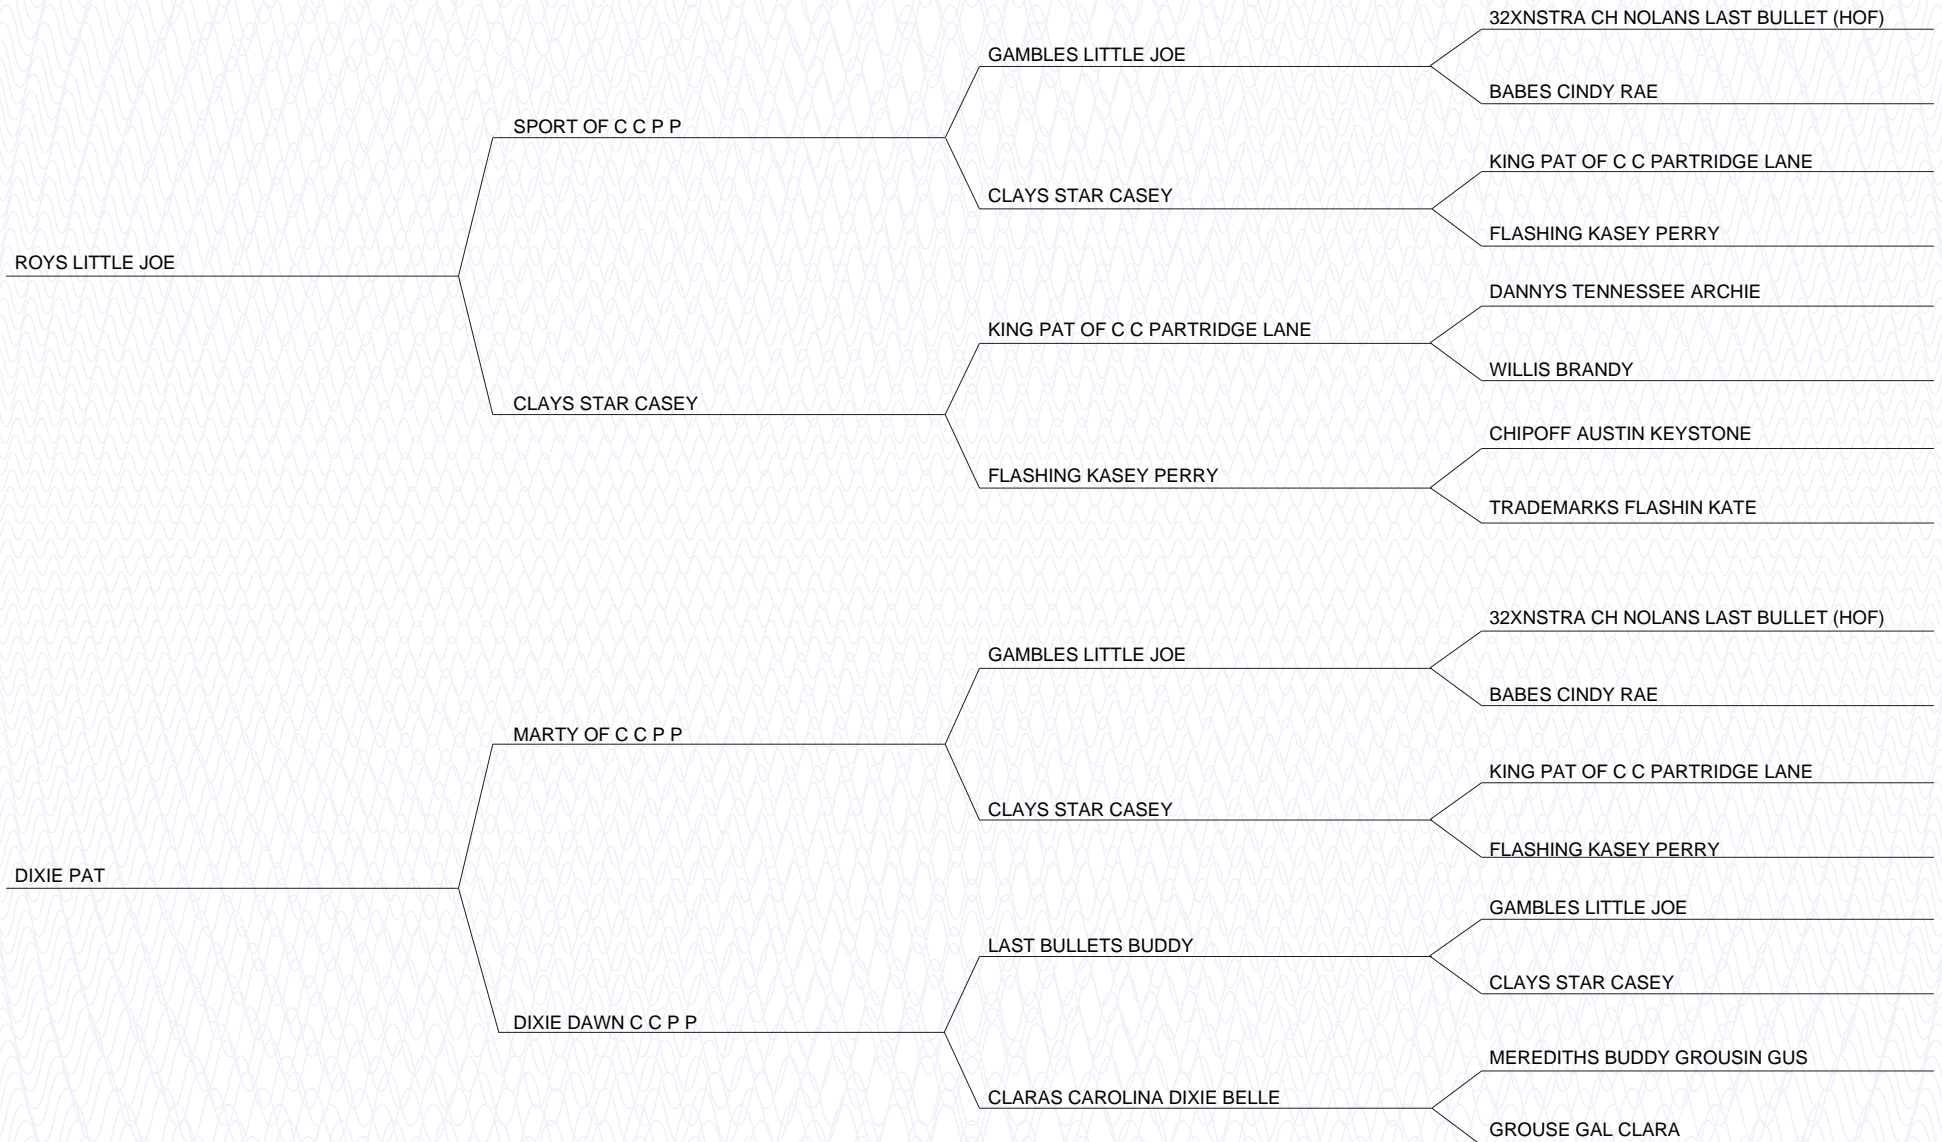 32XNSTRA CH NOLANS LAST BULLET (HOF)
GAMBLES LITTLE JOE
BABES CINDY RAE
SPORT OF C C P P
KING PAT OF C C PARTRIDGE LANE
CLAYS STAR CASEY
FLASHING KASEY PERRY
ROYS LITTLE JOE
DANNYS TENNESSEE ARCHIE
KING PAT OF C C PARTRIDGE LANE
WILLIS BRANDY
CLAYS STAR CASEY
CHIPOFF AUSTIN KEYSTONE
FLASHING KASEY PERRY
TRADEMARKS FLASHIN KATE
32XNSTRA CH NOLANS LAST BULLET (HOF)
GAMBLES LITTLE JOE
BABES CINDY RAE
MARTY OF C C P P
KING PAT OF C C PARTRIDGE LANE
CLAYS STAR CASEY
FLASHING KASEY PERRY
DIXIE PAT
GAMBLES LITTLE JOE
LAST BULLETS BUDDY
CLAYS STAR CASEY
DIXIE DAWN C C P P
MEREDITHS BUDDY GROUSIN GUS
CLARAS CAROLINA DIXIE BELLE
GROUSE GAL CLARA